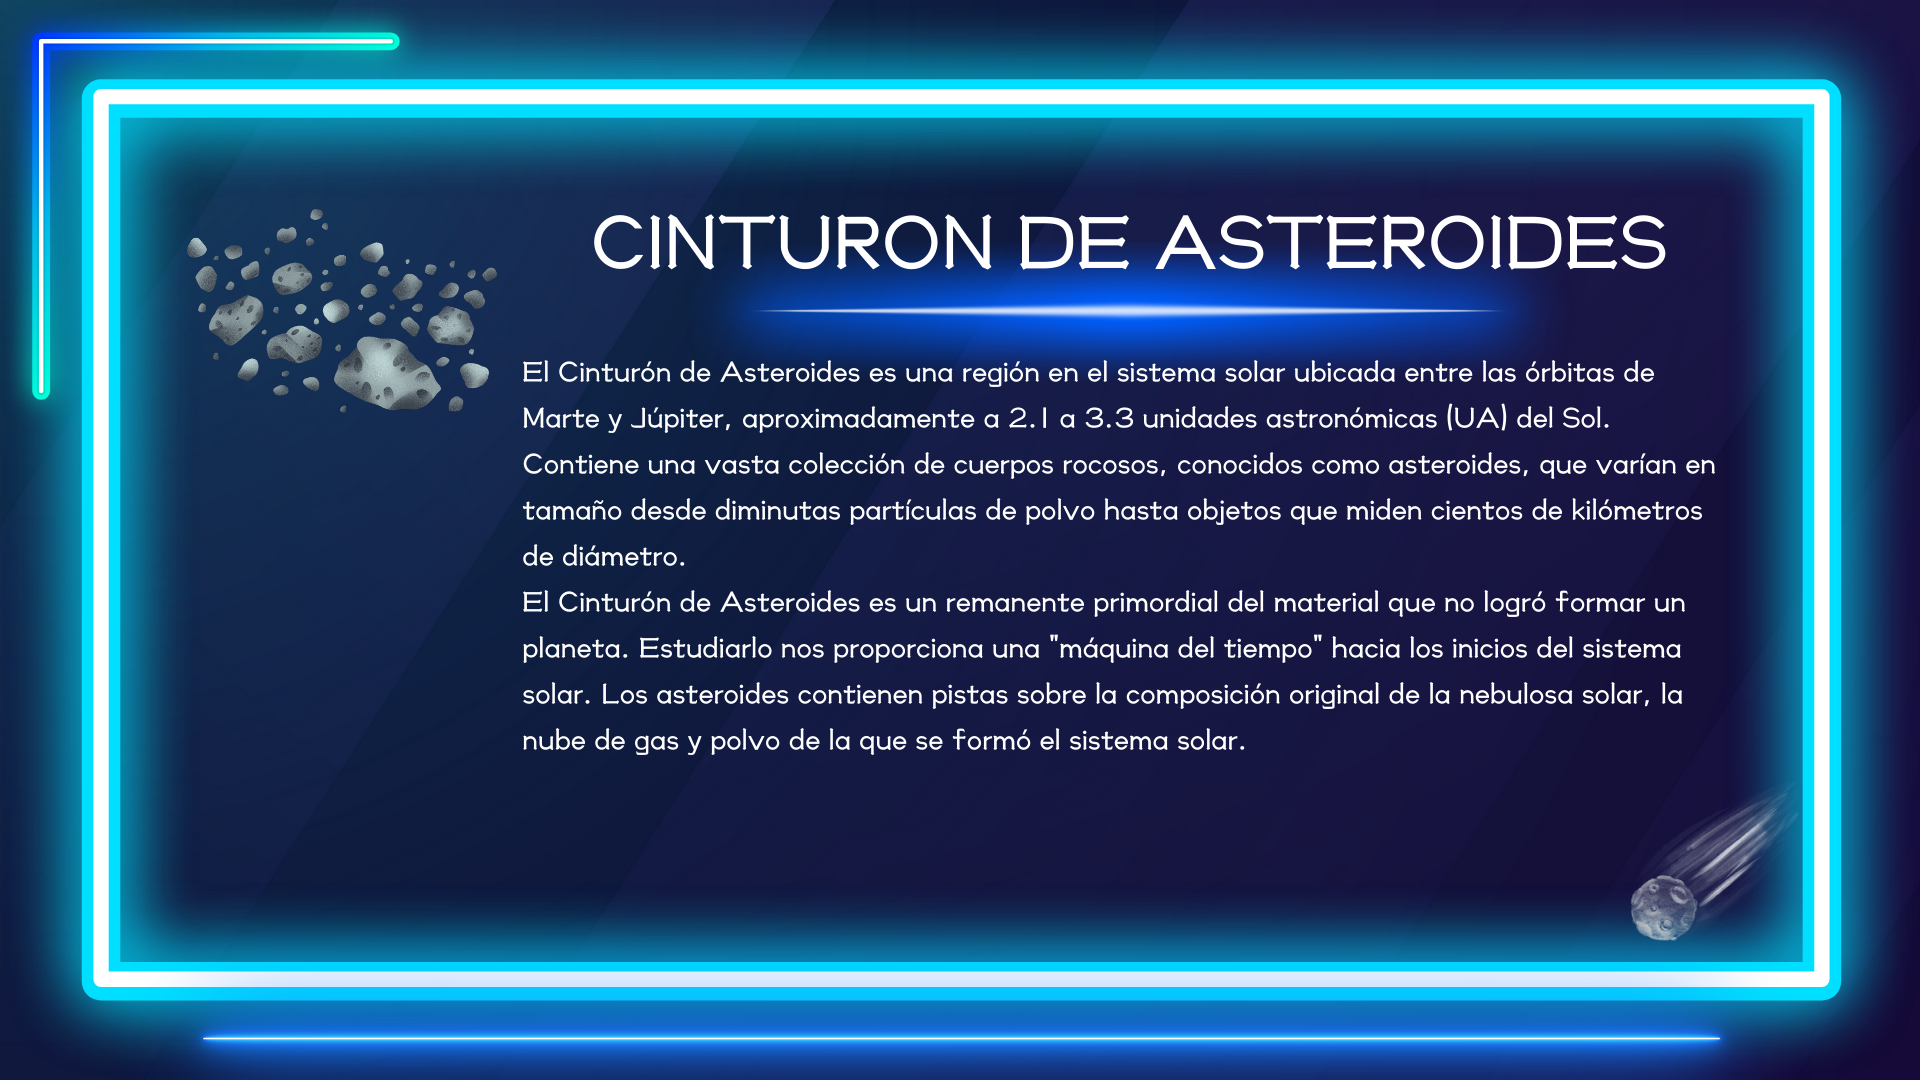 CINTURON DE ASTEROIDES
El Cinturón de Asteroides es una región en el sistema solar ubicada entre las órbitas de
Marte y Júpiter, aproximadamente a 2.1 a 3.3 unidades astronómicas (UA) del Sol.
Contiene una vasta colección de cuerpos rocosos, conocidos como asteroides, que varían en
tamaño desde diminutas partículas de polvo hasta objetos que miden cientos de kilómetros
de diámetro.
El Cinturón de Asteroides es un remanente primordial del material que no logró formar un
planeta. Estudiarlo nos proporciona una "máquina del tiempo" hacia los inicios del sistema
solar. Los asteroides contienen pistas sobre la composición original de la nebulosa solar, la
nube de gas y polvo de la que se formó el sistema solar.